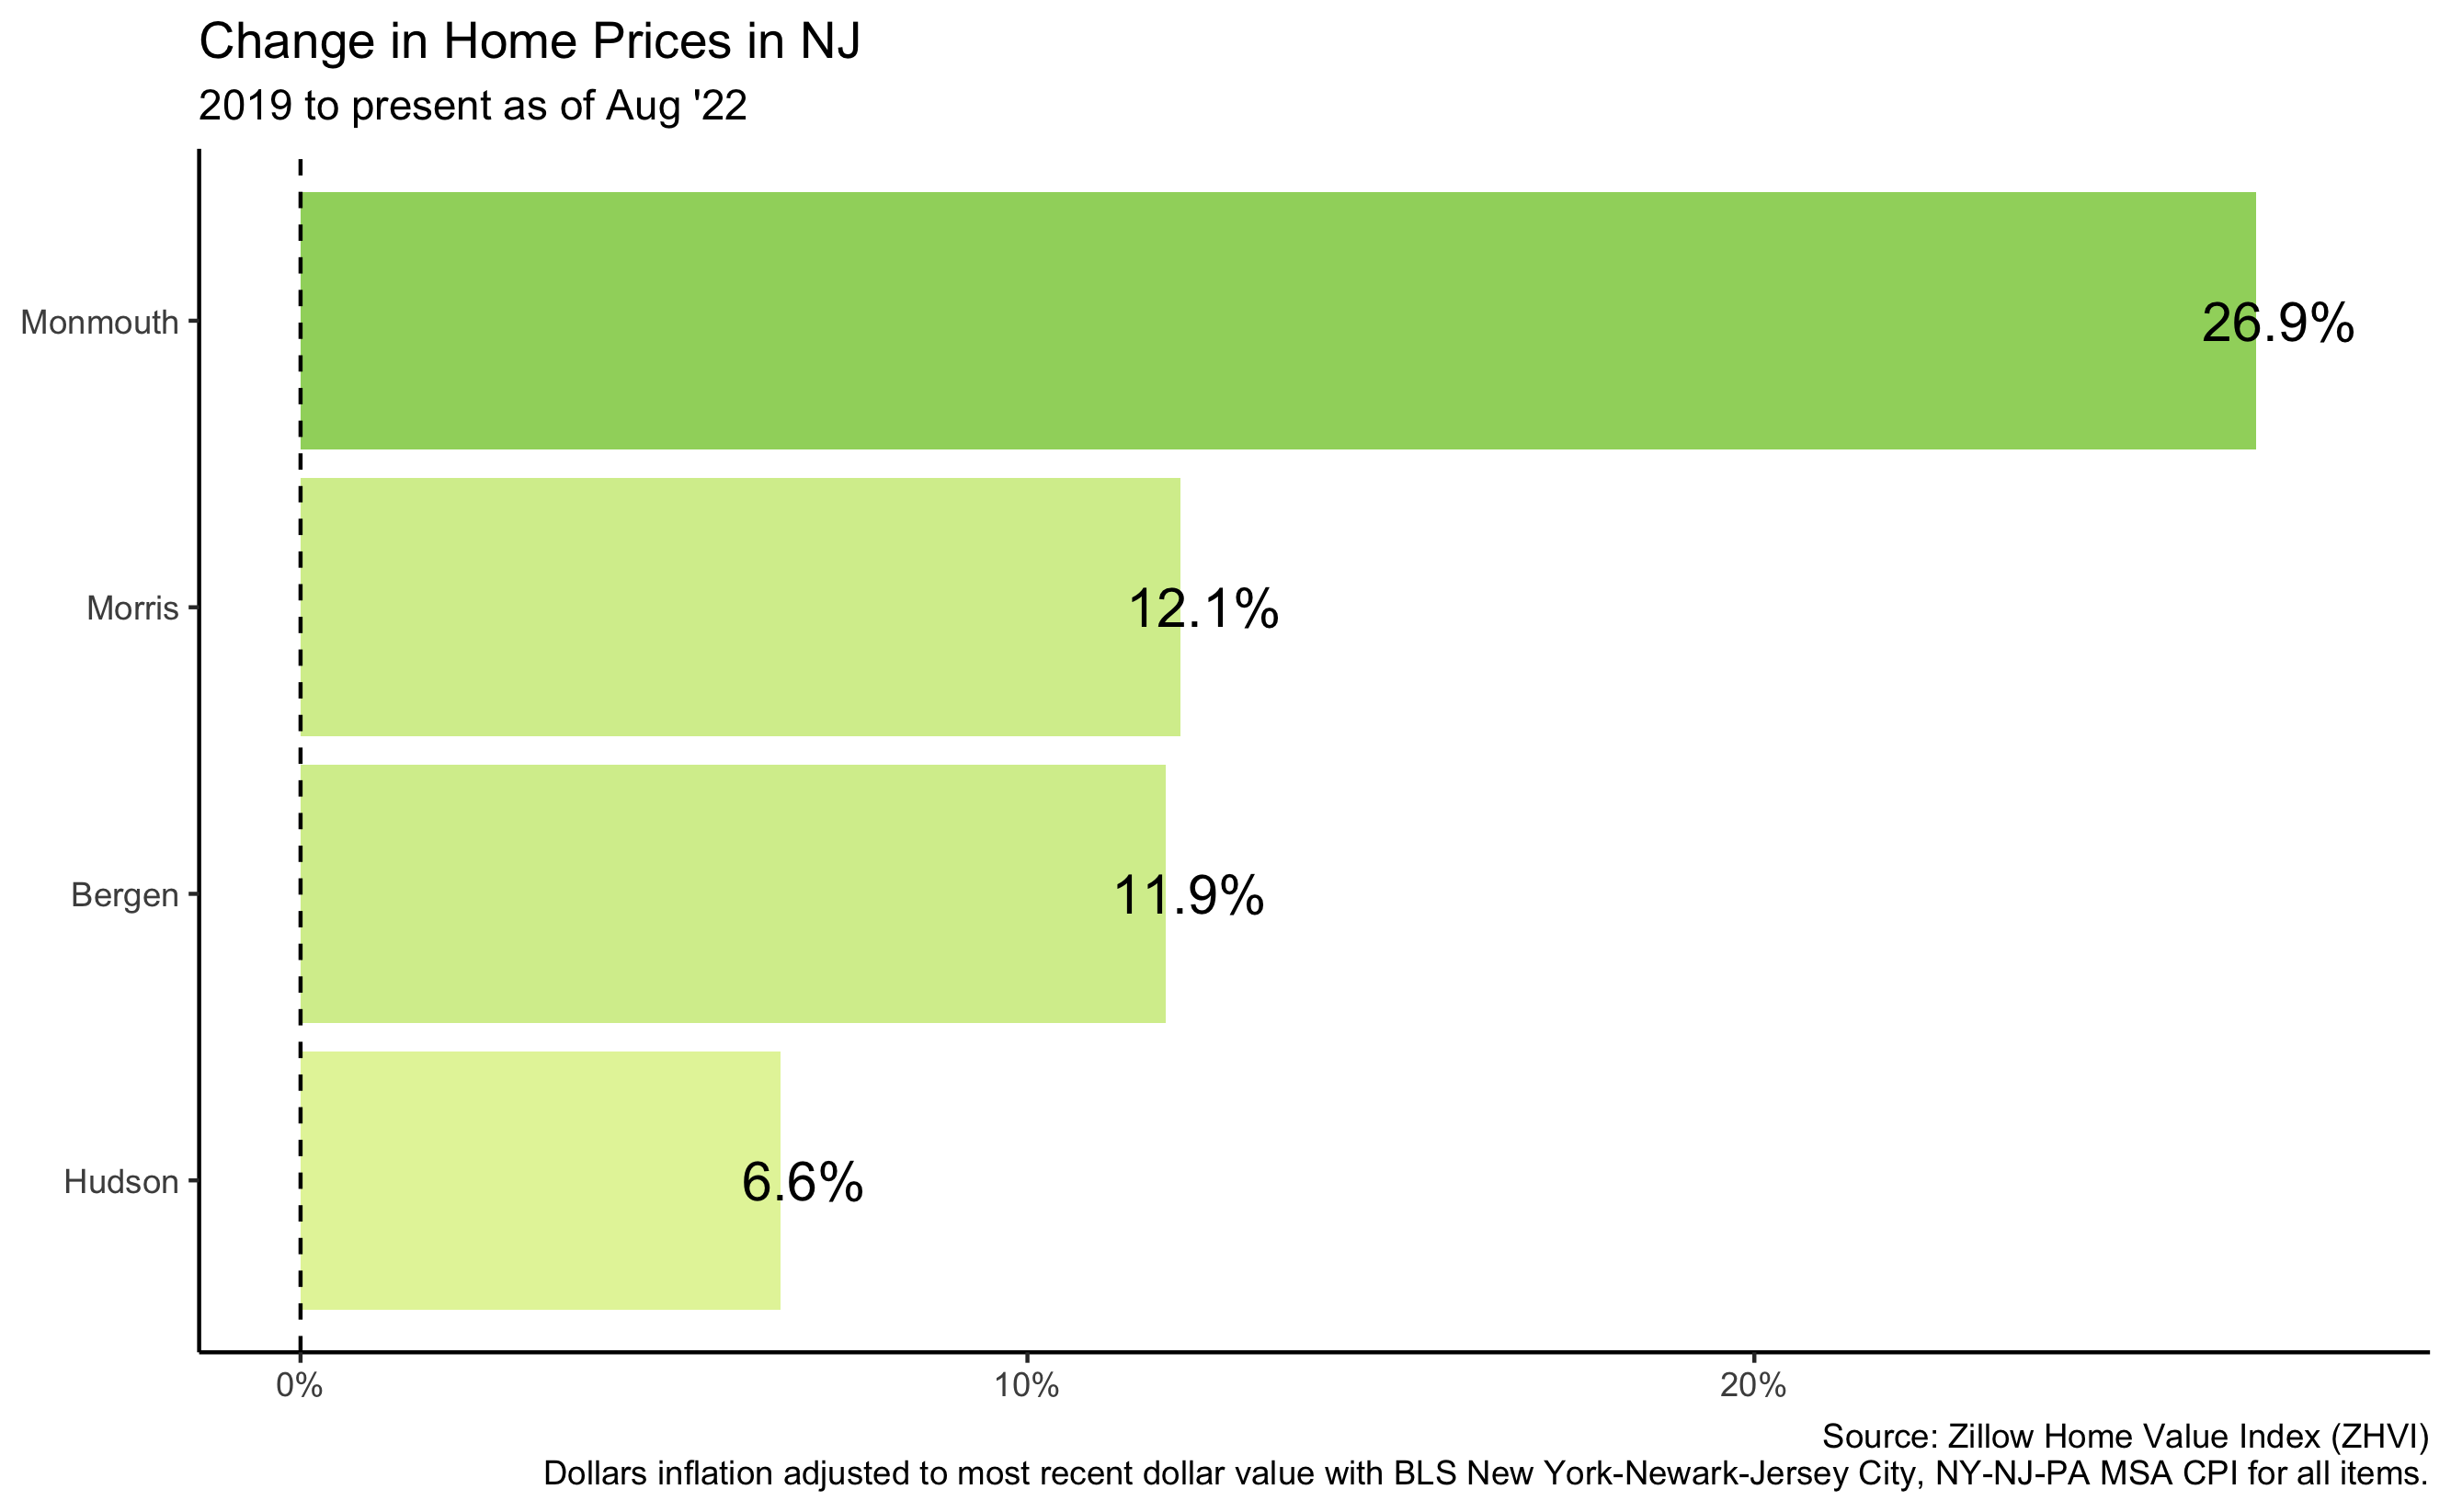 Change in Home Prices in NJ
2019 to present as of Aug '22
Monmouth
26.9%
Morris
12.1%
Bergen
11.9%
Hudson
6.6%
0%
10%
20%
Source: Zillow Home Value Index (ZHVI)
Dollars inflation adjusted to most recent dollar value with BLS New York-Newark-Jersey City, NY-NJ-PA MSA CPI for all items.